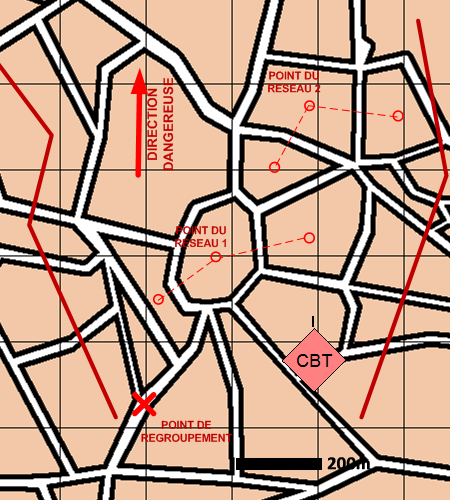 POINT DU
RESEAU 2
DIRECTION
DANGEREUSE
POINT DU
RESEAU 1
I
CBT
POINT DE
REGROUPEMENT
200m